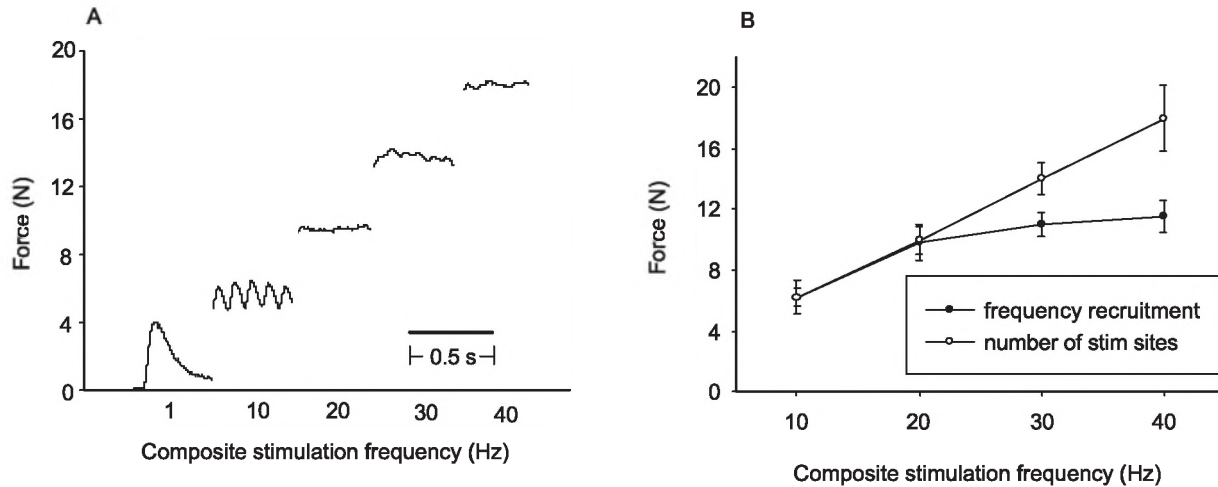 A
20
16
12
8
4
0
Force (N)
0.5 s
1 10 20 30 40
Composite stimulation frequency (Hz)
B
20
16
12
8
4
0
Force (N)
frequency recruitment
number of stim sites
10 20 30 40
Composite stimulation frequency (Hz)